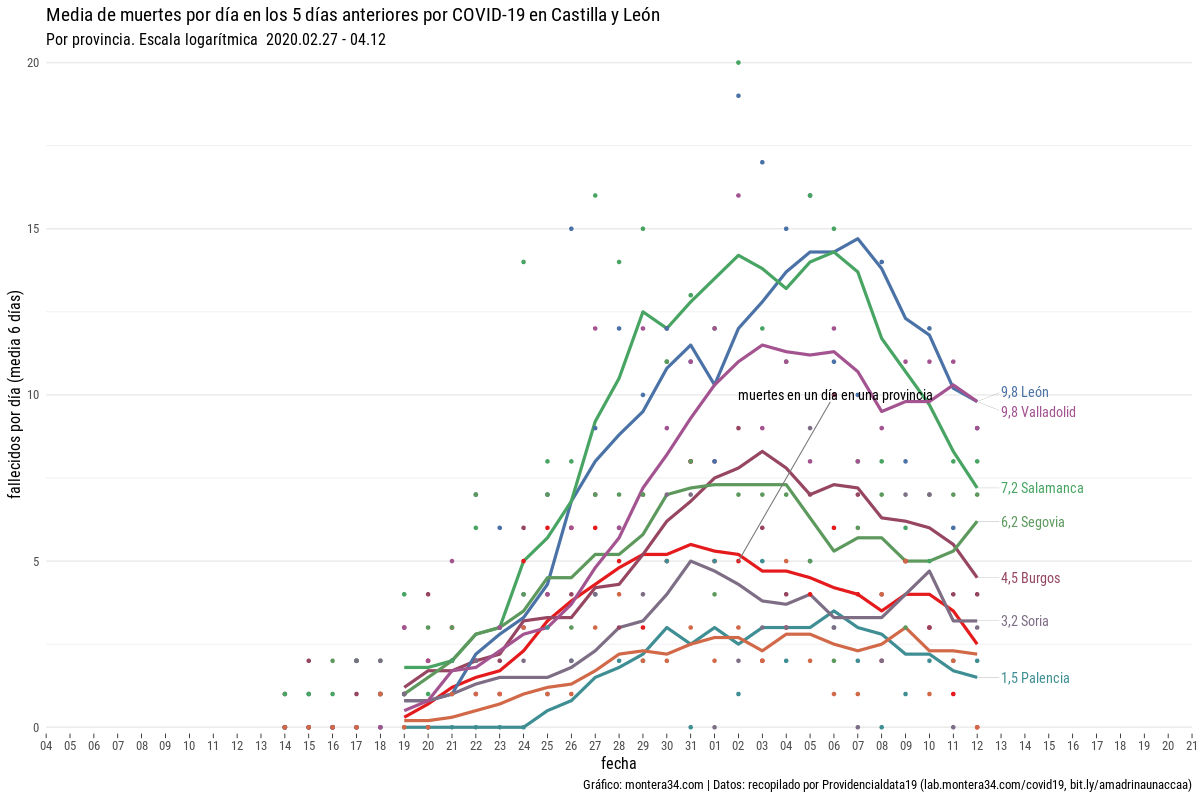 Media de muertes por día en los 5 días anteriores por COVID-19 en Castilla y León
Por provincia. Escala logarítmica 2020.02.27 - 04.12
fallecidos por día (media 6 días)
20
15
10
5
0
muertes en un día en una provincia
9,8 León
9,8 Valladolid
7,2 Salamanca
6,2 Segovia
4,5 Burgos
3,2 Soria
1,5 Palencia
04 05 06 07 08 09 10 11 12 13 14 15 16 17 18 19 20 21 22 23 24 25 26 27 28 29 30 31 01 02 03 04 05 06 07 08 09 10 11 12 13 14 15 16 17 18 19 20 21
fecha
Gráfico: montera34.com | Datos: recopilado por Providencialdata19 (lab.montera34.com/covid19, bit.ly/amadrinaunaccaa)